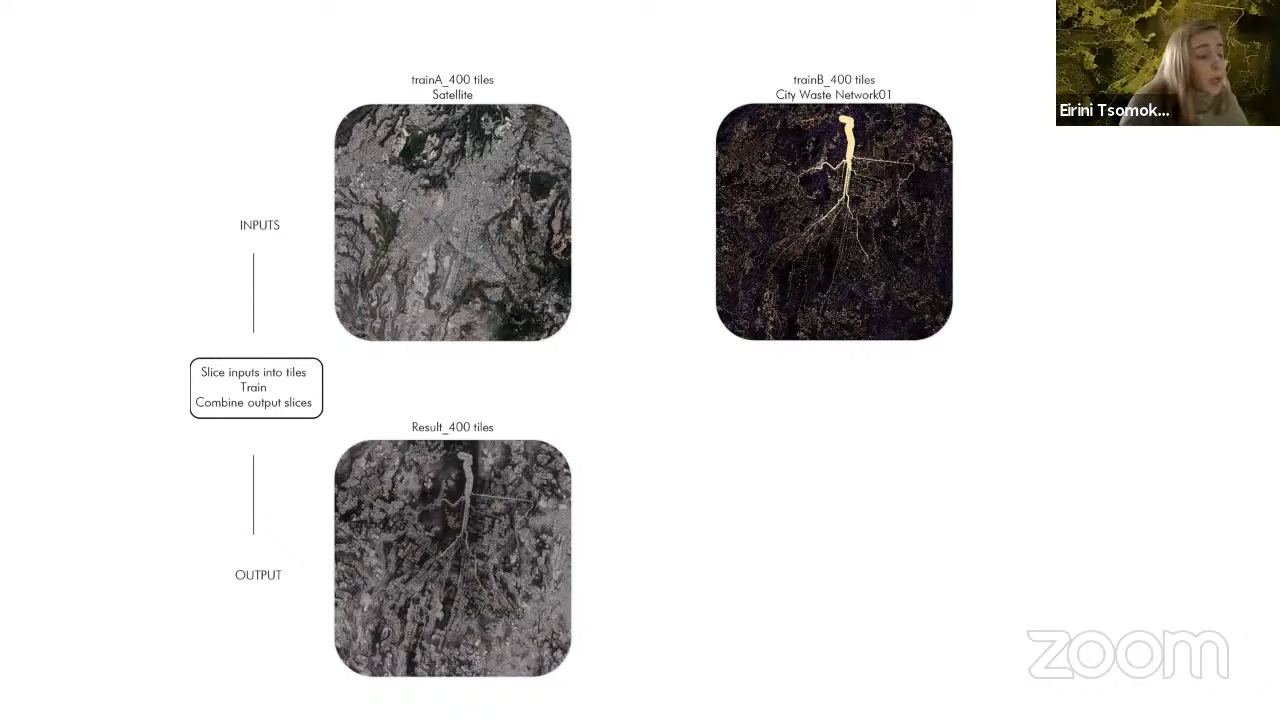 trainA_400 tiles
Satellite
trainB_400 tiles
City Waste Network01
Eirini Tsomok...
INPUTS
Slice inputs into tiles
Train
Combine output slices
Result_400 tiles
OUTPUT
zoom